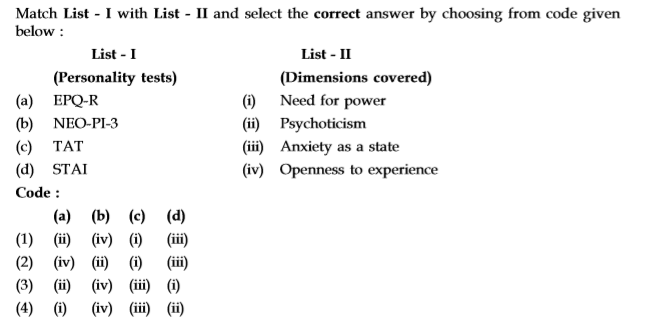 Match List - I with List - II and select the correct answer by choosing from code given
below :
List - I List - II
(Personality tests) (Dimensions covered)
(a) EPQ-R (i) Need for power
(b) NEO-PI-3 (ii) Psychoticism
(c) TAT (iii) Anxiety as a state
(d) STAI (iv) Openness to experience
Code :
(a) (b) (c) (d)
(1) (ii) (iv) (i) (iii)
(2) (iv) (ii) (i) (iii)
(3) (ii) (iv) (iii) (i)
(4) (i) (iv) (iii) (ii)